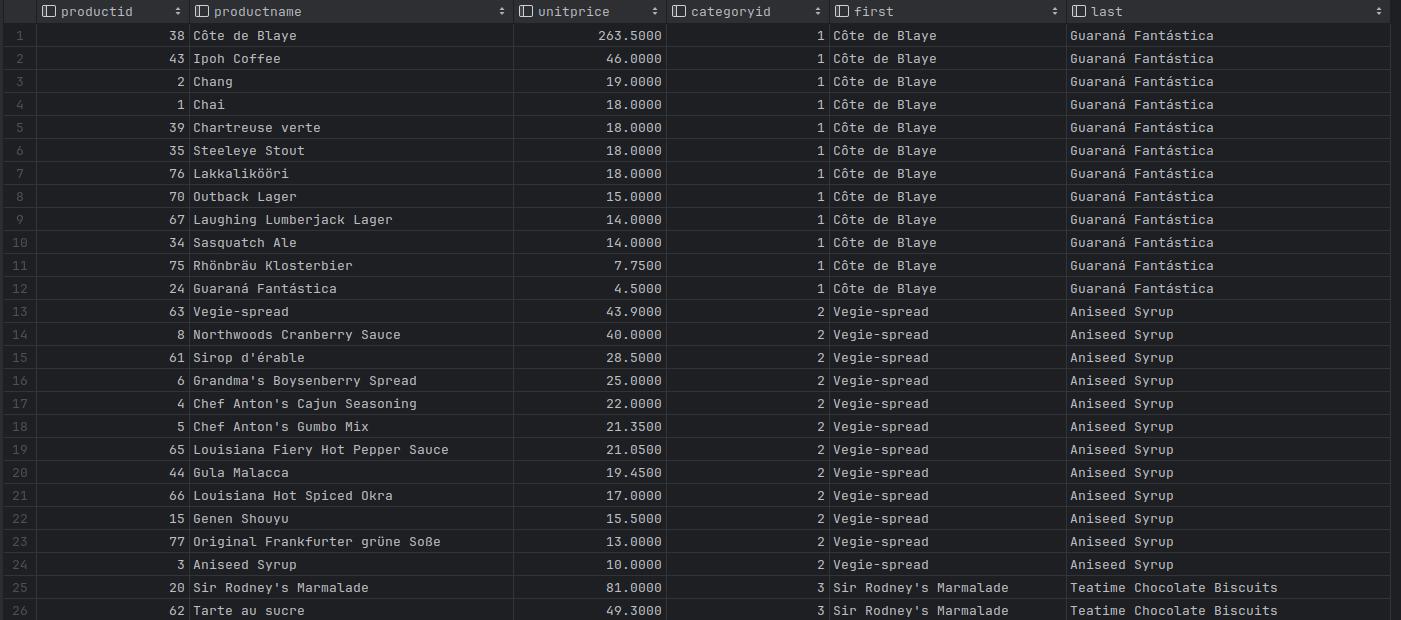 productid productname unitprice categoryid first last
1 38 Côte de Blaye 263.5000 1 Côte de Blaye Guaraná Fantástica
2 43 Ipoh Coffee 46.0000 1 Côte de Blaye Guaraná Fantástica
3 2 Chang 19.0000 1 Côte de Blaye Guaraná Fantástica
4 1 Chai 18.0000 1 Côte de Blaye Guaraná Fantástica
5 39 Chartreuse verte 18.0000 1 Côte de Blaye Guaraná Fantástica
6 35 Steeleye Stout 18.0000 1 Côte de Blaye Guaraná Fantástica
7 76 Lakkalikööri 18.0000 1 Côte de Blaye Guaraná Fantástica
8 70 Outback Lager 15.0000 1 Côte de Blaye Guaraná Fantástica
9 67 Laughing Lumberjack Lager 14.0000 1 Côte de Blaye Guaraná Fantástica
10 34 Sasquatch Ale 14.0000 1 Côte de Blaye Guaraná Fantástica
11 75 Rhönbräu Klosterbier 7.7500 1 Côte de Blaye Guaraná Fantástica
12 24 Guaraná Fantástica 4.5000 1 Côte de Blaye Guaraná Fantástica
13 63 Vegie-spread 43.9000 2 Vegie-spread Aniseed Syrup
14 8 Northwoods Cranberry Sauce 40.0000 2 Vegie-spread Aniseed Syrup
15 61 Sirop d'érable 28.5000 2 Vegie-spread Aniseed Syrup
16 6 Grandma's Boysenberry Spread 25.0000 2 Vegie-spread Aniseed Syrup
17 4 Chef Anton's Cajun Seasoning 22.0000 2 Vegie-spread Aniseed Syrup
18 5 Chef Anton's Gumbo Mix 21.3500 2 Vegie-spread Aniseed Syrup
19 65 Louisiana Fiery Hot Pepper Sauce 21.0500 2 Vegie-spread Aniseed Syrup
20 44 Gula Malacca 19.4500 2 Vegie-spread Aniseed Syrup
21 66 Louisiana Hot Spiced Okra 17.0000 2 Vegie-spread Aniseed Syrup
22 15 Genen Shouyu 15.5000 2 Vegie-spread Aniseed Syrup
23 77 Original Frankfurter grüne Soße 13.0000 2 Vegie-spread Aniseed Syrup
24 3 Aniseed Syrup 10.0000 2 Vegie-spread Aniseed Syrup
25 20 Sir Rodney's Marmalade 81.0000 3 Sir Rodney's Marmalade Teatime Chocolate Biscuits
26 62 Tarte au sucre 49.3000 3 Sir Rodney's Marmalade Teatime Chocolate Biscuits